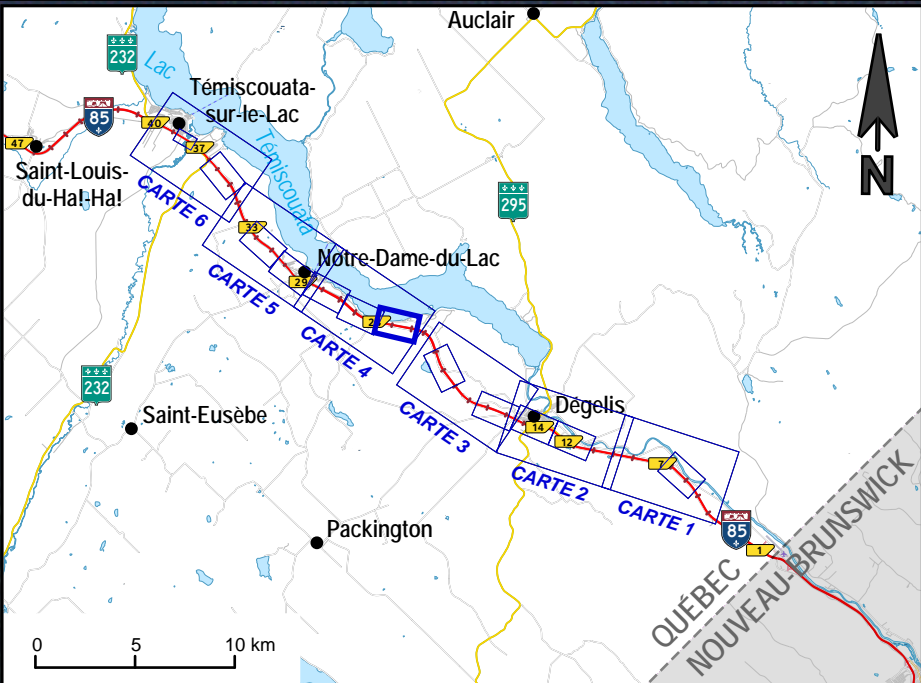 Auclair
232
Lac
Témiscouata-
sur-le-Lac
85
40
47
37
Saint-Louis-
du-Ha!-Ha!
Témiscouata
CARTE 6
295
N
33
Notre-Dame-du-Lac
29
CARTE 5
CARTE 4
232
Saint-Eusèbe
CARTE 3
Dégelis
14
12
7
CARTE 2
CARTE 1
Packington
85
1
QUÉBEC
NOUVEAU-BRUNSWICK
0
5
10 km